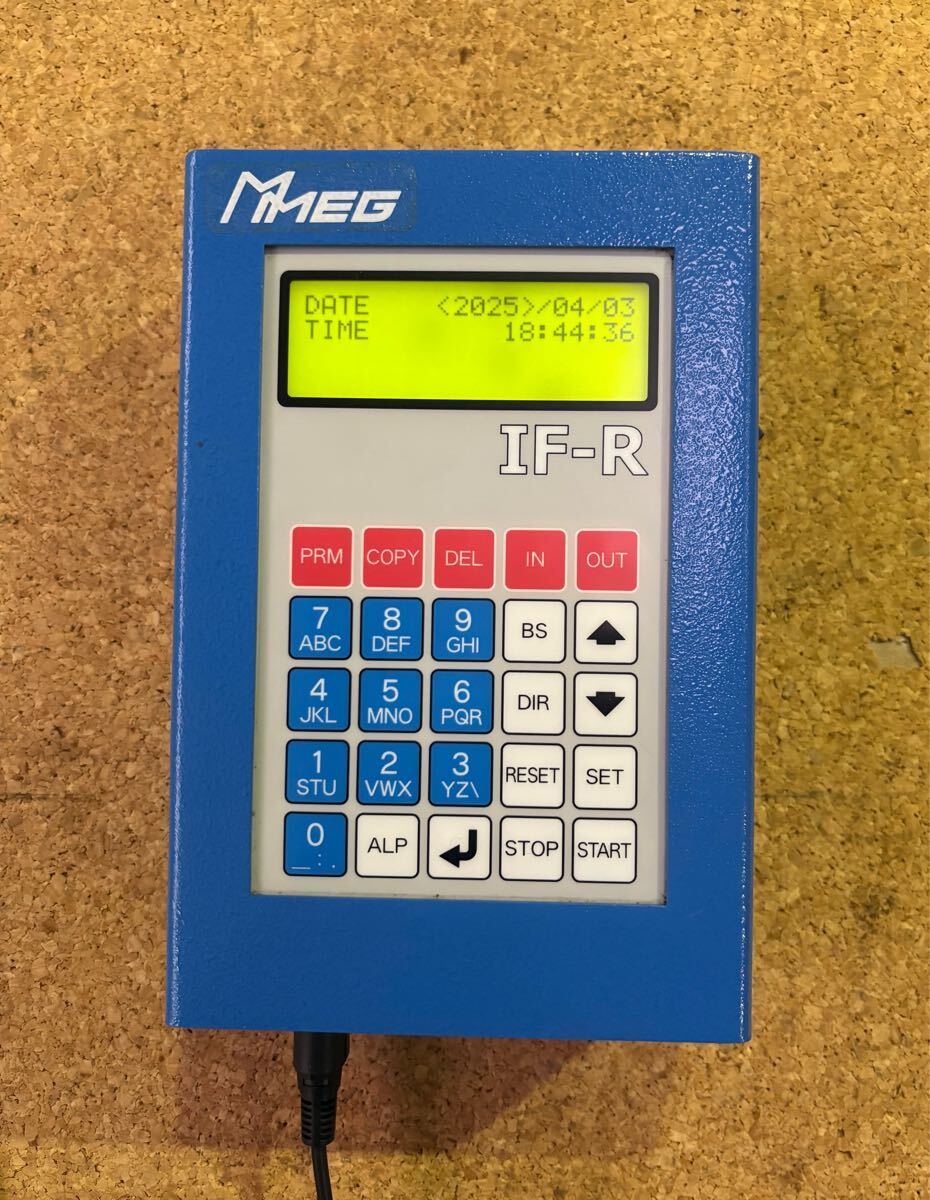 MMEG
DATE <2025>/04/03
TIME 18:44:36
IF-R
PRM COPY DEL IN OUT
7 ABC 8 DEF 9 GHI BS
4 JKL 5 MNO 6 PQR DIR
1 STU 2 VWX 3 YZ\ RESET SET
0 _ : . ALP STOP START